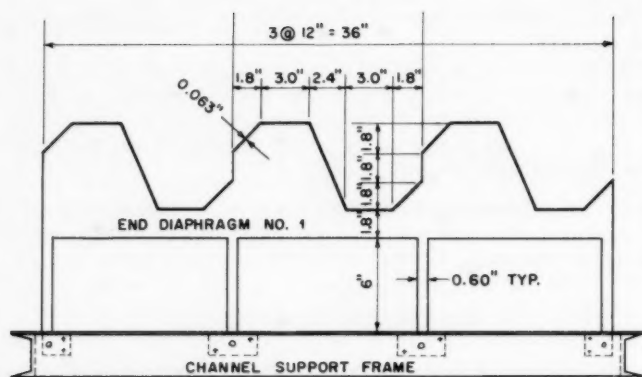 3 @ 12" = 36"
1.8" 3.0" 2.4" 3.0" 1.8"
0.063"
1.8"
1.8"
1.8"
1.8"
END DIAPHRAGM NO. 1
6"
0.60" TYP.
CHANNEL SUPPORT FRAME